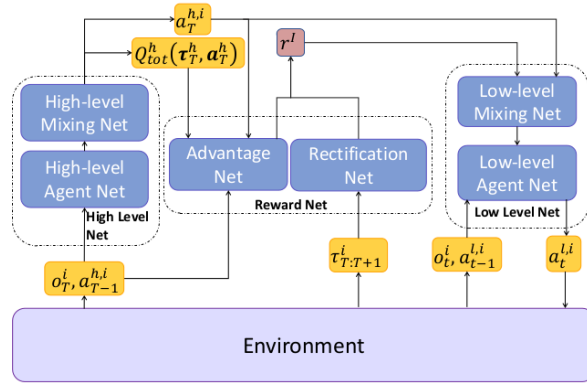 a_T^{h,i}
Q_{tot}^h(τ_T^h, a_T^h)
r^I
High-level
Mixing Net
High-level
Agent Net
High Level
Net
Advantage
Net
Rectification
Net
Reward Net
Low-level
Mixing Net
Low-level
Agent Net
Low Level Net
o_T^i, a_{T-1}^{h,i}
τ_{T:T+1}^i
o_t^i, a_{t-1}^{l,i}
a_t^{l,i}
Environment